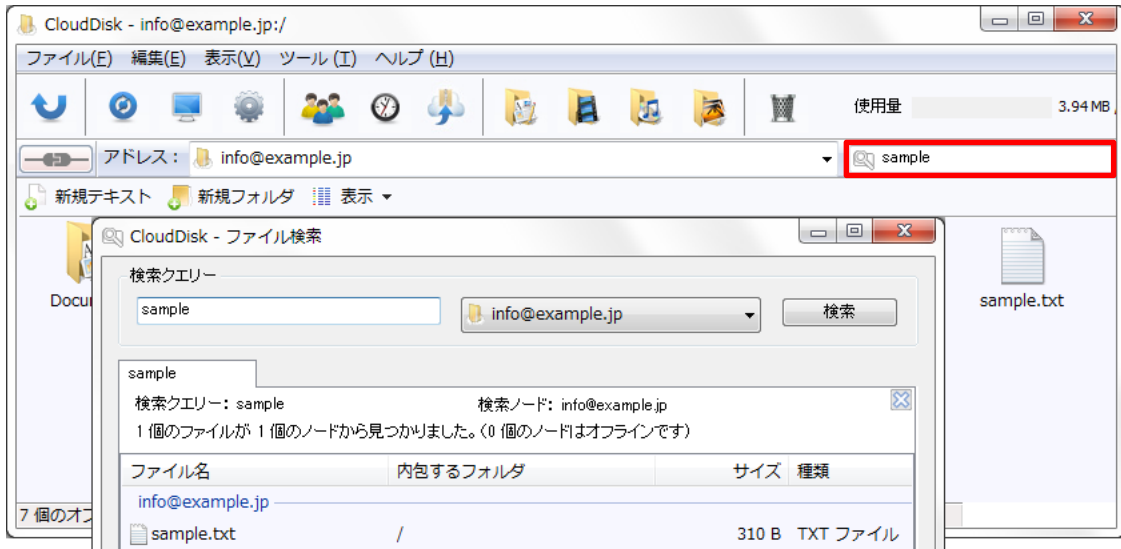 CloudDisk - info@example.jp:/
ファイル(F) 編集(E) 表示(V) ツール (T) ヘルプ (H)
使用量 3.94 MB
アドレス： info@example.jp sample
新規テキスト 新規フォルダ 表示
CloudDisk - ファイル検索
検索クエリー
Docu sample.txt
sample info@example.jp 検索
sample
検索クエリー：sample 検索ノード：info@example.jp
1 個のファイルが 1 個のノードから見つかりました。（0 個のノードはオフラインです）
ファイル名 内包するフォルダ サイズ 種類
info@example.jp
7 個のオブ
sample.txt / 310 B TXT ファイル